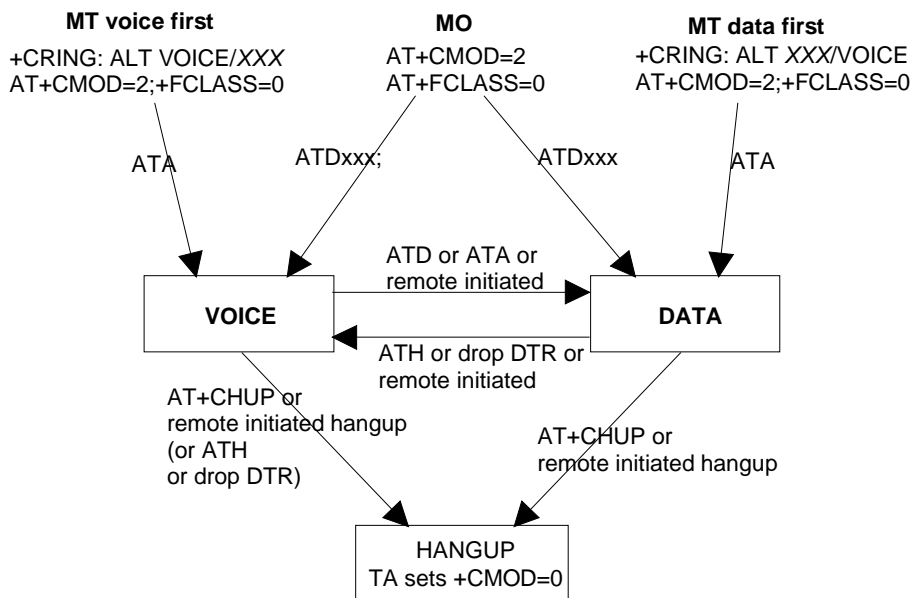 MT voice first
+CRING: ALT VOICE/XXX
AT+CMOD=2;+FCLASS=0
MO
AT+CMOD=2
AT+FCLASS=0
MT data first
+CRING: ALT XXX/VOICE
AT+CMOD=2;+FCLASS=0
ATA
ATDxxx;
ATDxxx
ATA
ATD or ATA or
remote initiated
VOICE
DATA
ATH or drop DTR or
remote initiated
AT+CHUP or
remote initiated hangup
(or ATH
or drop DTR)
AT+CHUP or
remote initiated hangup
HANGUP
TA sets +CMOD=0